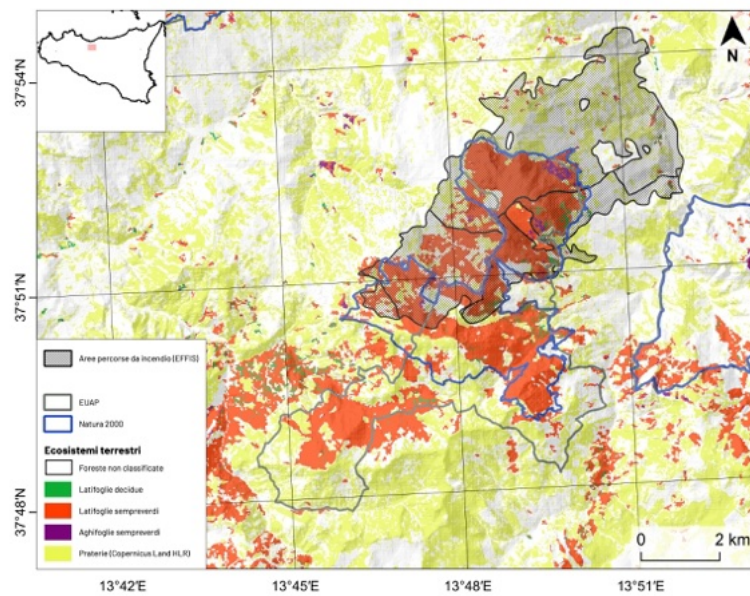 N
37°54'N
37°51'N
37°48'N
Aree percorse da incendio (EFFIS)
EUAP
Natura 2000
Ecosistemi terrestri
Foreste non classificate
Latifoglie decidue
Latifoglie sempreverdi
Aghifoglie sempreverdi
Praterie (Copernicus Land HLR)
0 2 km
13°42'E 13°45'E 13°48'E 13°51'E